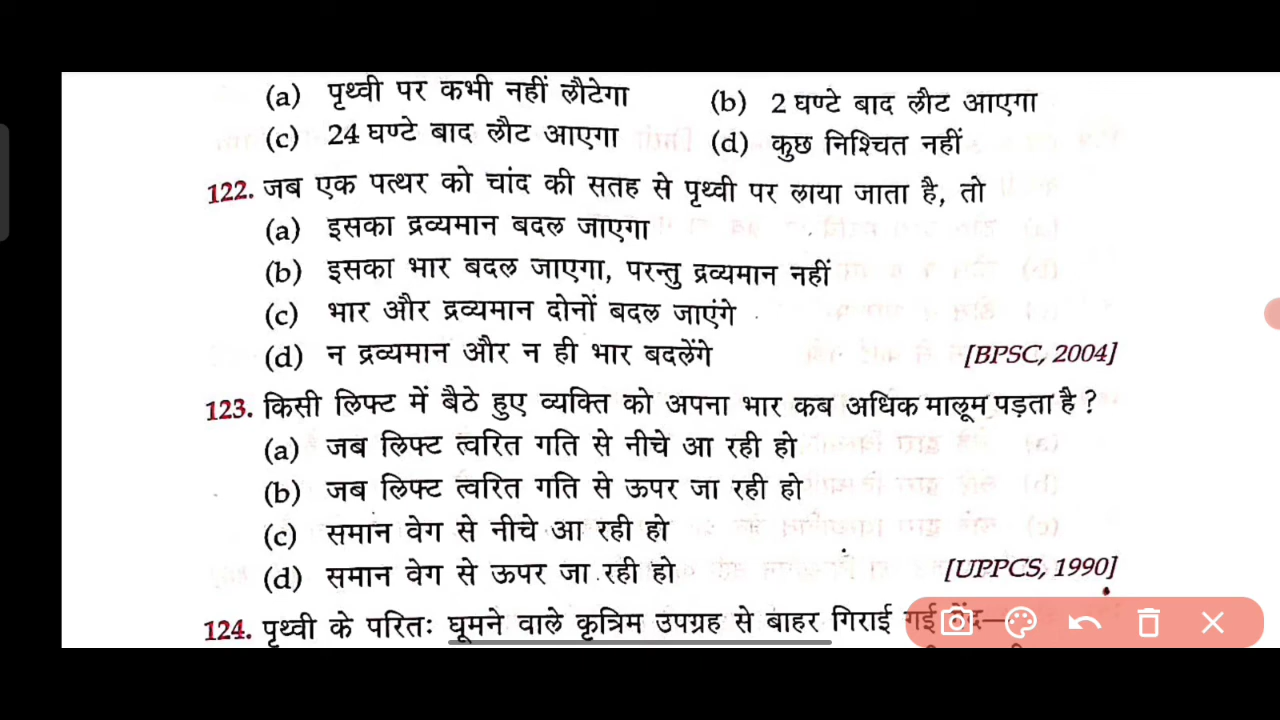 (a) पृथ्वी पर कभी नहीं लौटेगा (b) 2 घण्टे बाद लौट आएगा
(c) 24 घण्टे बाद लौट आएगा (d) कुछ निश्चित नहीं
122. जब एक पत्थर को चांद की सतह से पृथ्वी पर लाया जाता है, तो
(a) इसका द्रव्यमान बदल जाएगा
(b) इसका भार बदल जाएगा, परन्तु द्रव्यमान नहीं
(c) भार और द्रव्यमान दोनों बदल जाएंगे
(d) न द्रव्यमान और न ही भार बदलेंगे [BPSC, 2004]
123. किसी लिफ्ट में बैठे हुए व्यक्ति को अपना भार कब अधिक मालूम पड़ता है?
(a) जब लिफ्ट त्वरित गति से नीचे आ रही हो
(b) जब लिफ्ट त्वरित गति से ऊपर जा रही हो
(c) समान वेग से नीचे आ रही हो
(d) समान वेग से ऊपर जा रही हो [UPPCS, 1990]
124. पृथ्वी के परितः घूमने वाले कृत्रिम उपग्रह से बाहर गिराई गई गेंद—